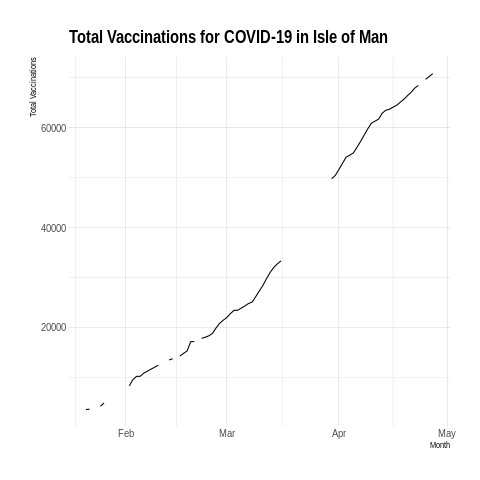 Total Vaccinations for COVID-19 in Isle of Man
Total Vaccinations
60000
40000
20000
Feb Mar Apr May
Month